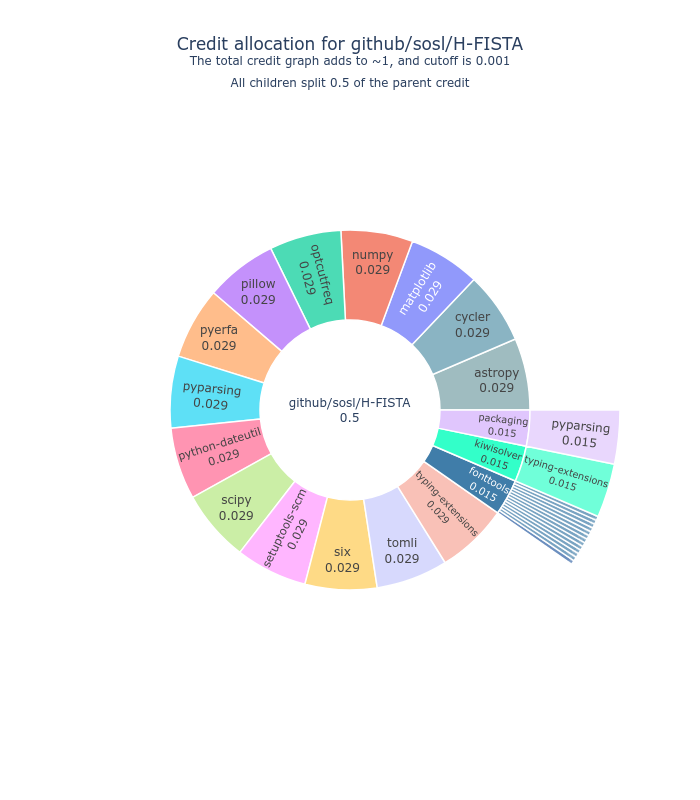 Credit allocation for github/sosl/H-FISTA
The total credit graph adds to ~1, and cutoff is 0.001
All children split 0.5 of the parent credit
github/sosl/H-FISTA
0.5
astropy
0.029
cycler
0.029
matplotlib
0.029
numpy
0.029
optcutfreq
0.029
pillow
0.029
pyerfa
0.029
pyparsing
0.029
python-dateutil
0.029
scipy
0.029
setuptools-scm
0.029
six
0.029
tomli
0.029
typing-extensions
0.029
fonttools
0.015
kiwisolver
0.015
typing-extensions
0.015
packaging
0.015
pyparsing
0.015